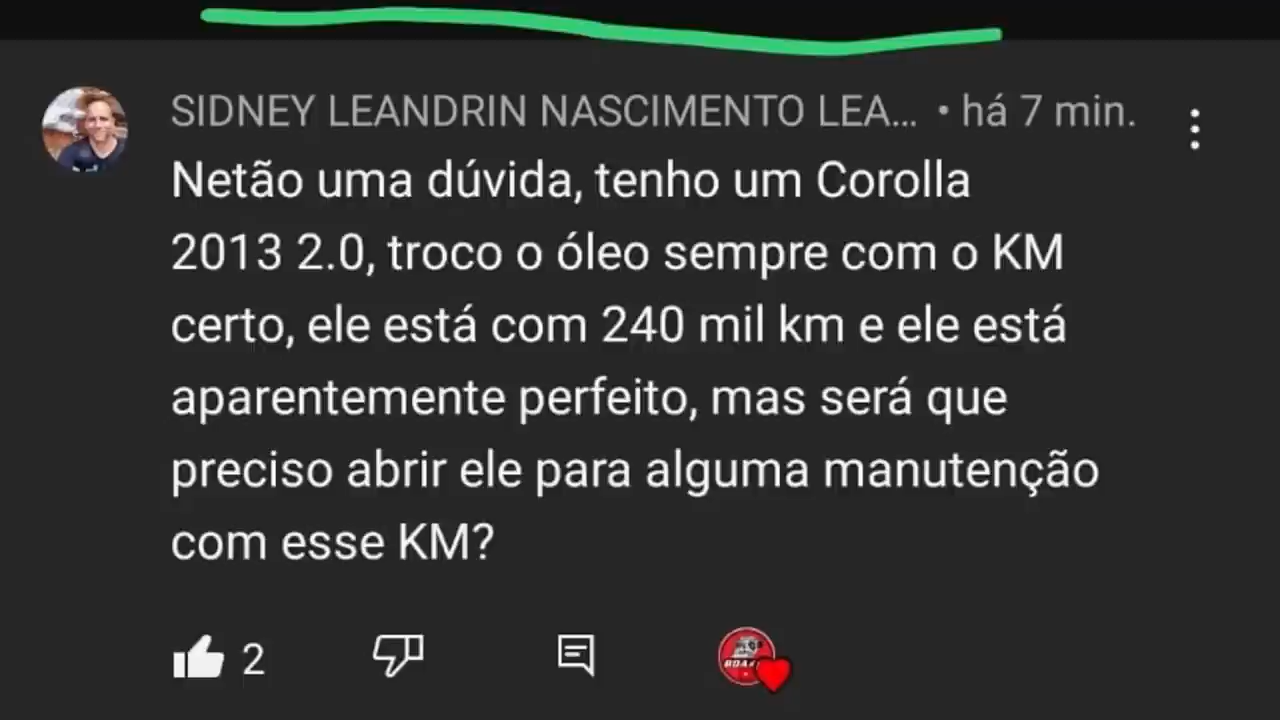 SIDNEY LEANDRIN NASCIMENTO LEA... • há 7 min.
Netão uma dúvida, tenho um Corolla
2013 2.0, troco o óleo sempre com o KM
certo, ele está com 240 mil km e ele está
aparentemente perfeito, mas será que
preciso abrir ele para alguma manutenção
com esse KM?
2